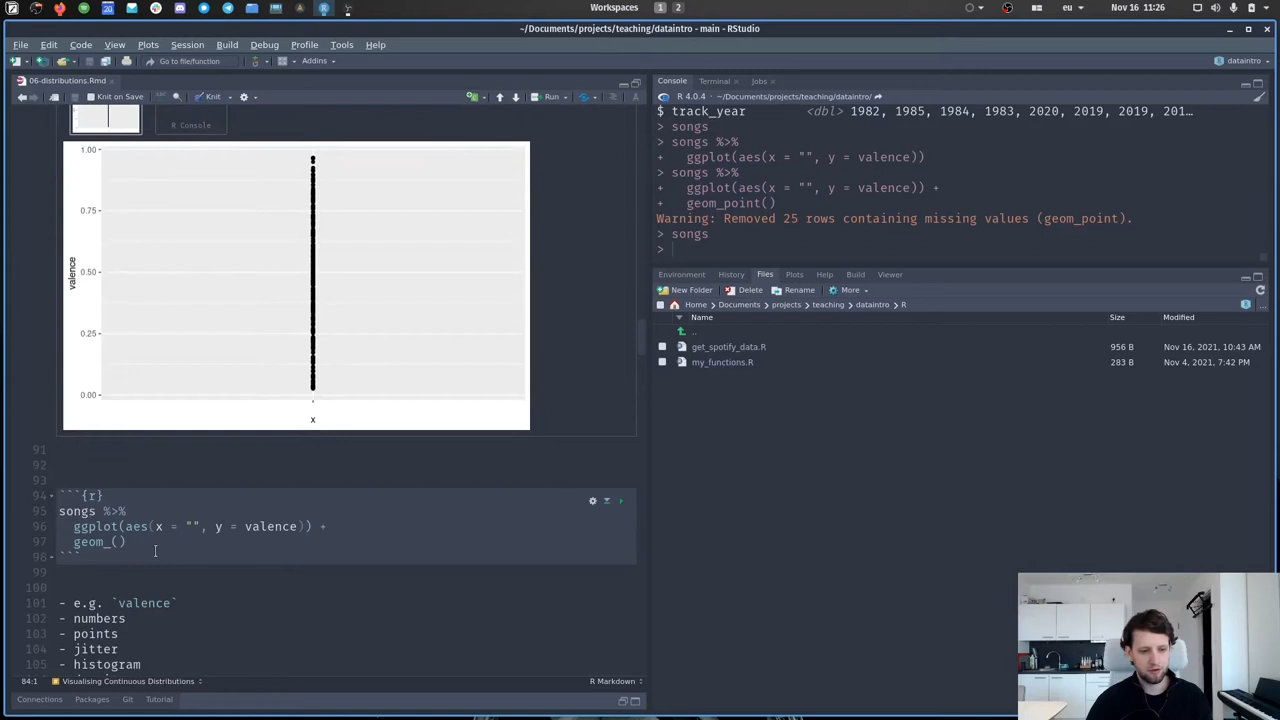 Workspaces 1 2
eu Nov 16 11:26
~/Documents/projects/teaching/dataintro - main - RStudio
File Edit Code View Plots Session Build Debug Profile Tools Help
Go to file/function Addins dataintro
06-distributions.Rmd
Knit on Save Knit Run
R Console
1.00
0.75
0.50
0.25
0.00
valence
x
91
92
93
94 ```{r}
95 songs %>%
96 ggplot(aes(x = "", y = valence)) +
97 geom_()
98 ```
99
100
101 - e.g. `valence`
102 - numbers
103 - points
104 - jitter
105 - histogram
84:1 Visualising Continuous Distributions R Markdown
Connections Packages Git Tutorial
Console Terminal Jobs
R 4.0.4 · ~/Documents/projects/teaching/dataintro/
$ track_year <dbl> 1982, 1985, 1984, 1983, 2020, 2019, 2019, 201…
> songs
> songs %>%
+ ggplot(aes(x = "", y = valence))
> songs %>%
+ ggplot(aes(x = "", y = valence)) +
+ geom_point()
Warning: Removed 25 rows containing missing values (geom_point).
> songs
>
Environment History Files Plots Help Build Viewer
New Folder Delete Rename More
Home > Documents > projects > teaching > dataintro > R
Name Size Modified
..
get_spotify_data.R 956 B Nov 16, 2021, 10:43 AM
my_functions.R 283 B Nov 4, 2021, 7:42 PM